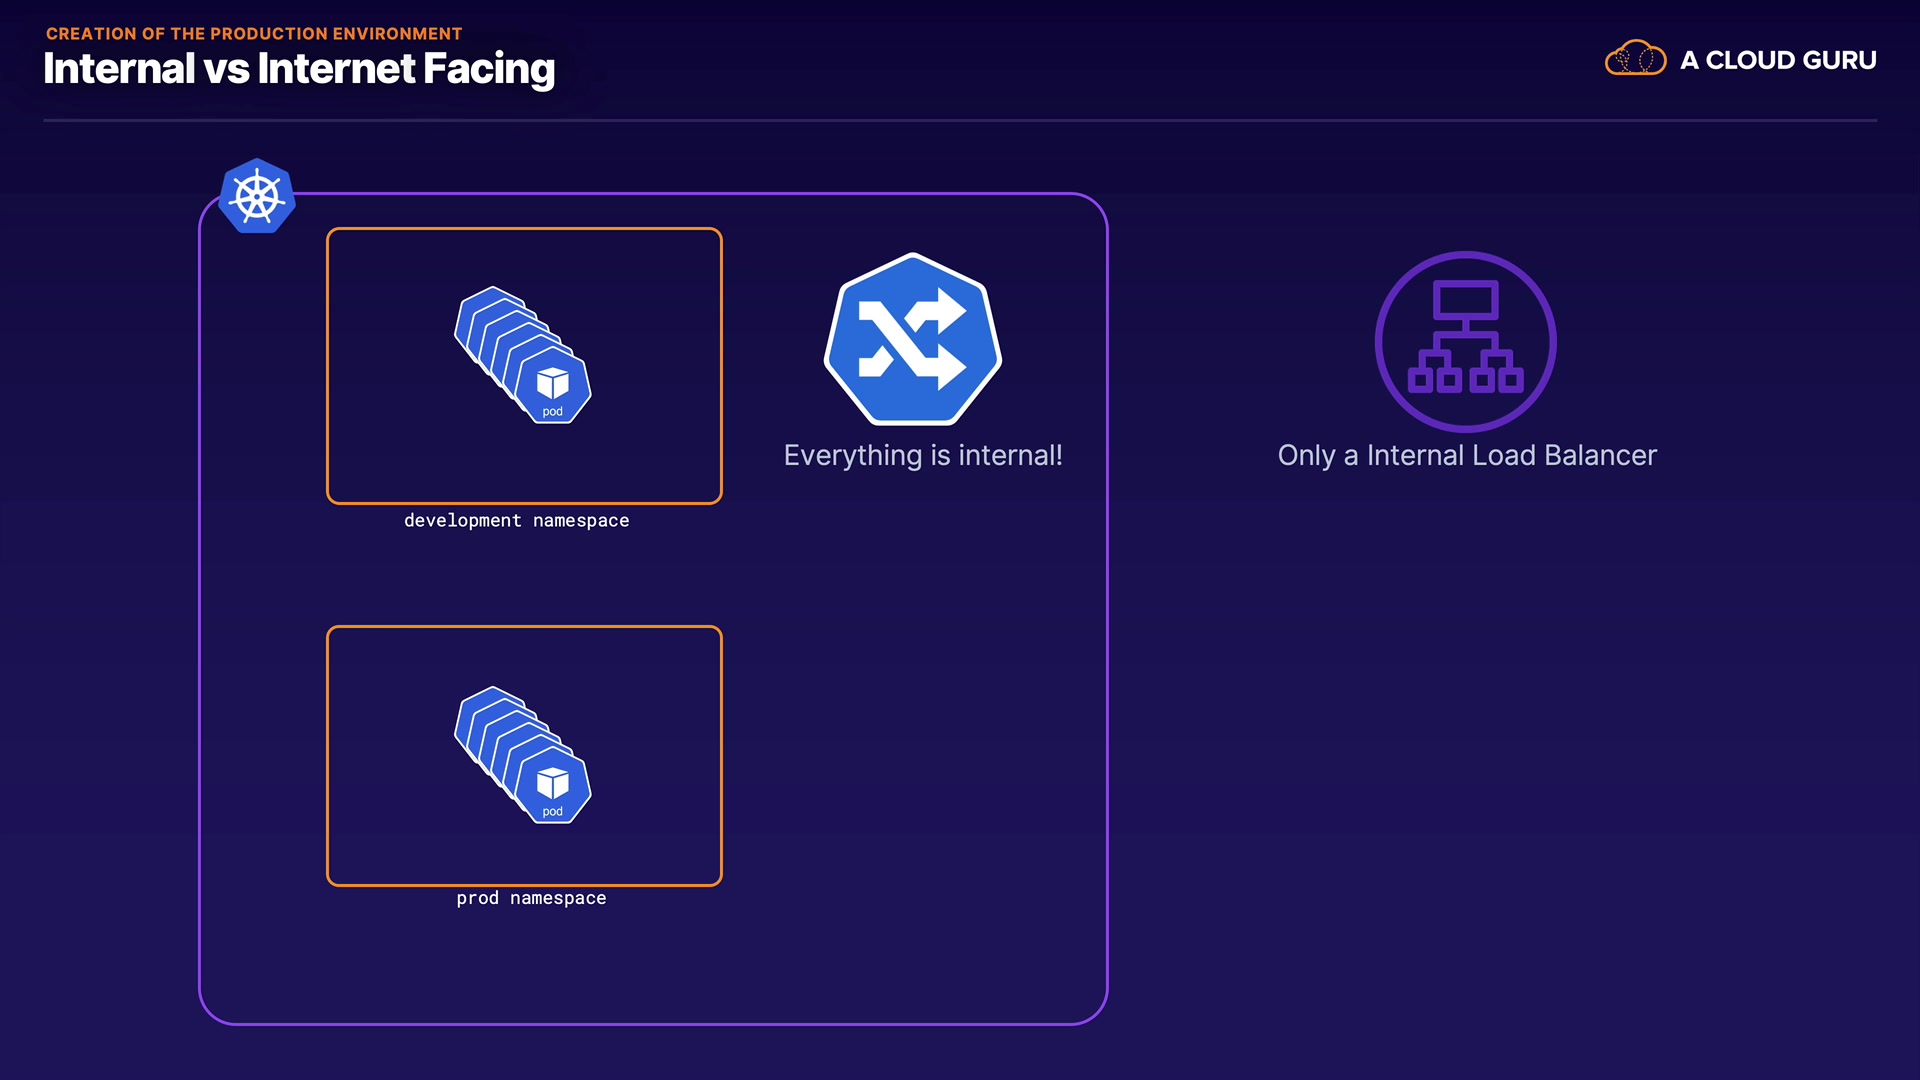 CREATION OF THE PRODUCTION ENVIRONMENT
Internal vs Internet Facing
A CLOUD GURU
pod
Everything is internal!
Only a Internal Load Balancer
development namespace
pod
prod namespace